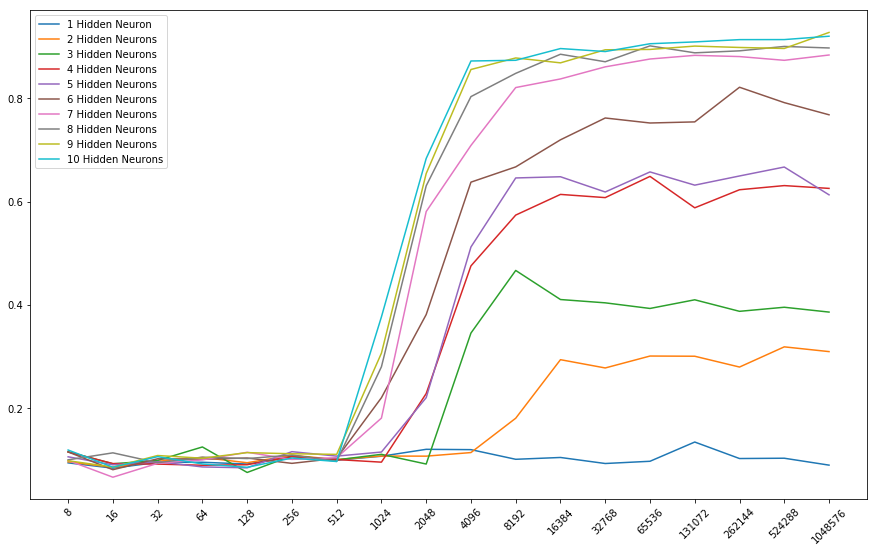 1 Hidden Neuron
2 Hidden Neurons
3 Hidden Neurons
4 Hidden Neurons
5 Hidden Neurons
6 Hidden Neurons
7 Hidden Neurons
8 Hidden Neurons
9 Hidden Neurons
10 Hidden Neurons
0.8
0.6
0.4
0.2
8 16 32 64 128 256 512 1024 2048 4096 8192 16384 32768 65536 131072 262144 524288 1048576